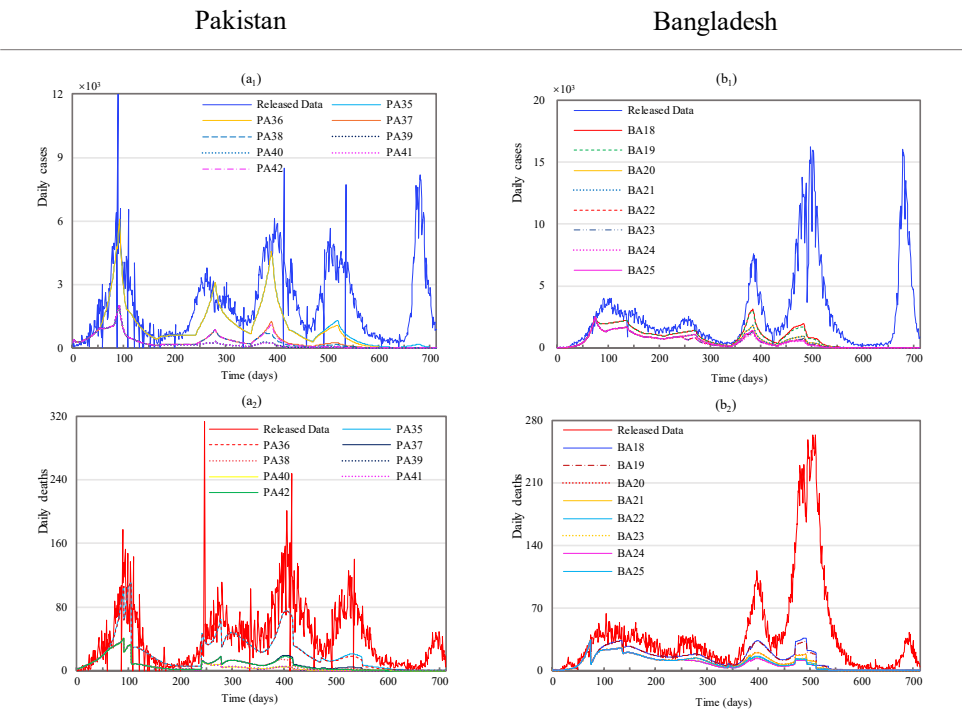 Pakistan
Bangladesh
(a₁)
×10³
12
9
6
3
0
Daily cases
Released Data
PA35
PA36
PA37
PA38
PA39
PA40
PA41
PA42
0 100 200 300 400 500 600 700
Time (days)
(b₁)
×10³
20
15
10
5
0
Daily cases
Released Data
BA18
BA19
BA20
BA21
BA22
BA23
BA24
BA25
0 100 200 300 400 500 600 700
Time (days)
(a₂)
320
240
160
80
0
Daily deaths
Released Data
PA35
PA36
PA37
PA38
PA39
PA40
PA41
PA42
0 100 200 300 400 500 600 700
Time (days)
(b₂)
280
210
140
70
0
Daily deaths
Released Data
BA18
BA19
BA20
BA21
BA22
BA23
BA24
BA25
0 100 200 300 400 500 600 700
Time (days)